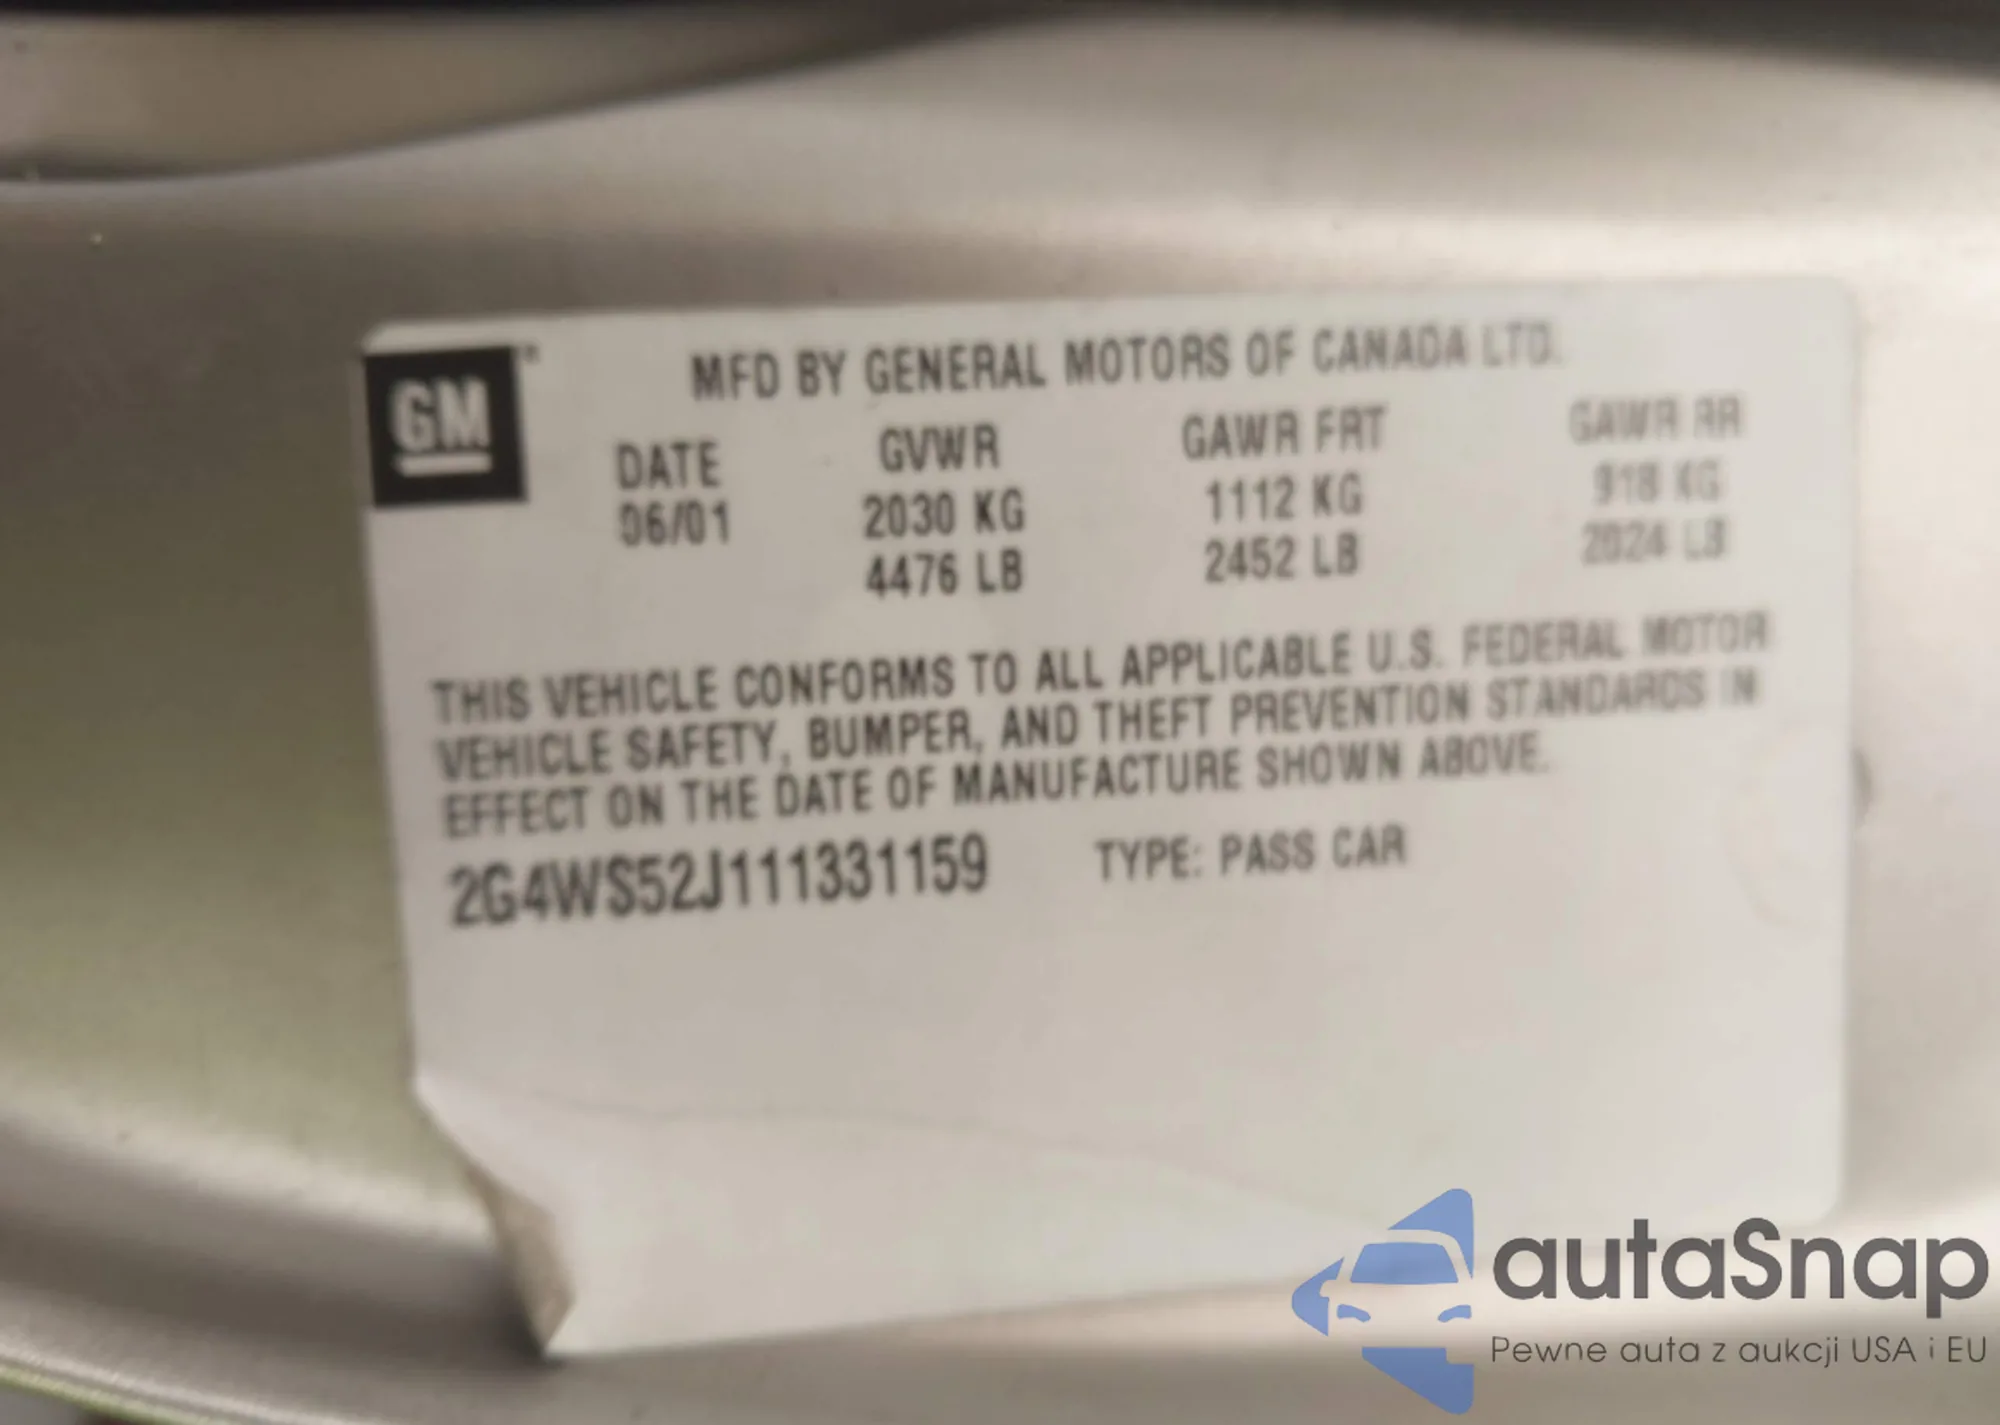 GM
MFD BY GENERAL MOTORS OF CANADA LTD.
DATE GVWR GAWR FRT GAWR RR
06/01 2030 KG 1112 KG 918 KG
4476 LB 2452 LB 2024 LB
THIS VEHICLE CONFORMS TO ALL APPLICABLE U.S. FEDERAL MOTOR
VEHICLE SAFETY, BUMPER, AND THEFT PREVENTION STANDARDS IN
EFFECT ON THE DATE OF MANUFACTURE SHOWN ABOVE.
2G4WS52J111331159 TYPE: PASS CAR
autaSnap
Pewne auta z aukcji USA i EU